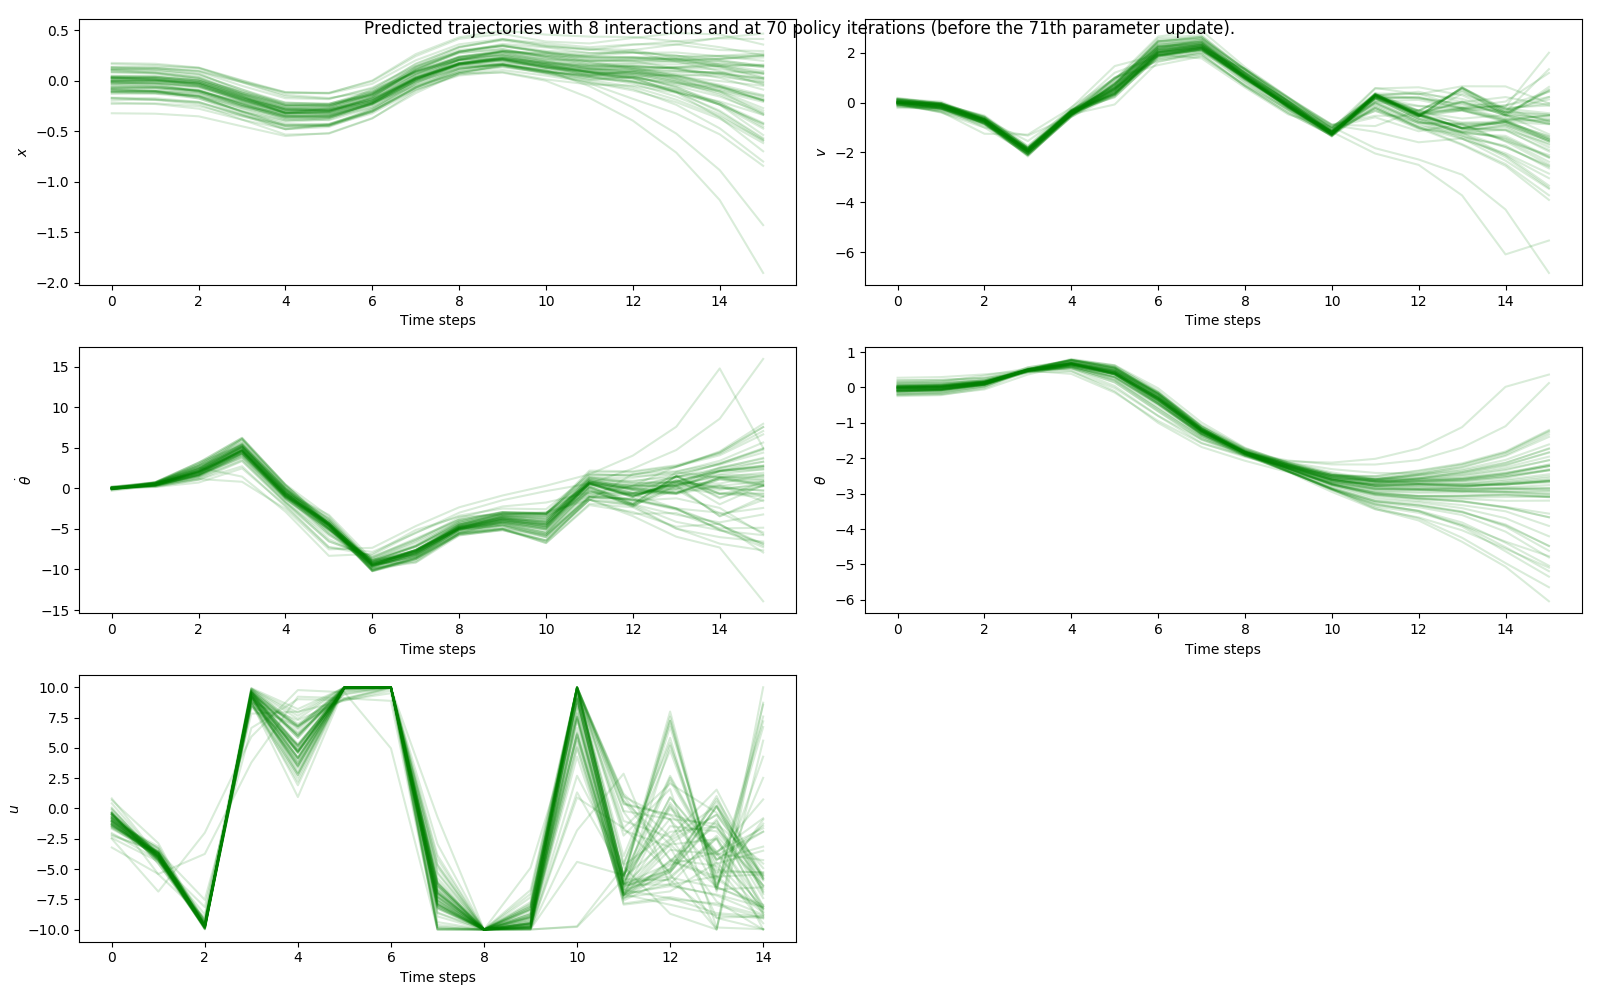 Predicted trajectories with 8 interactions and at 70 policy iterations (before the 71th parameter update).
0.5
0.0
−0.5
−1.0
−1.5
−2.0
x
0 2 4 6 8 10 12 14
Time steps
2
0
−2
−4
−6
v
0 2 4 6 8 10 12 14
Time steps
15
10
5
0
−5
−10
−15
θ̇
0 2 4 6 8 10 12 14
Time steps
1
0
−1
−2
−3
−4
−5
−6
θ
0 2 4 6 8 10 12 14
Time steps
10.0
7.5
5.0
2.5
0.0
−2.5
−5.0
−7.5
−10.0
u
0 2 4 6 8 10 12 14
Time steps